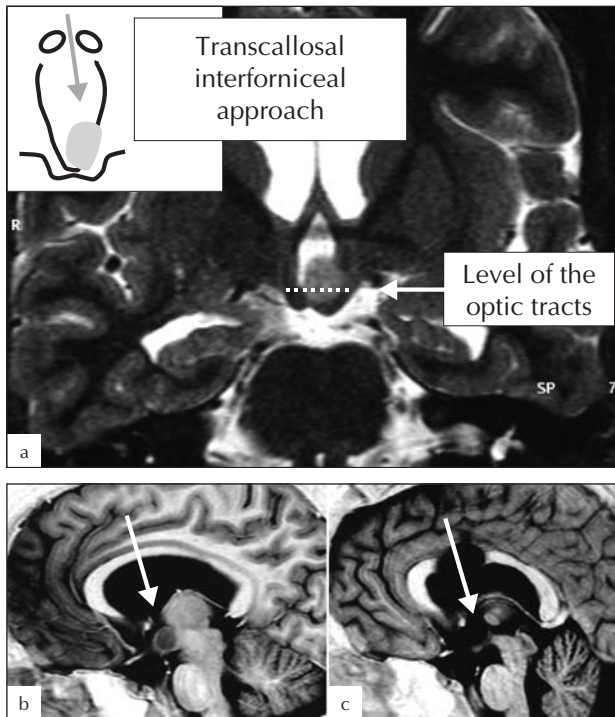 Transcallosal
interforniceal
approach
R
Level of the
optic tracts
SP
7
a
b
c